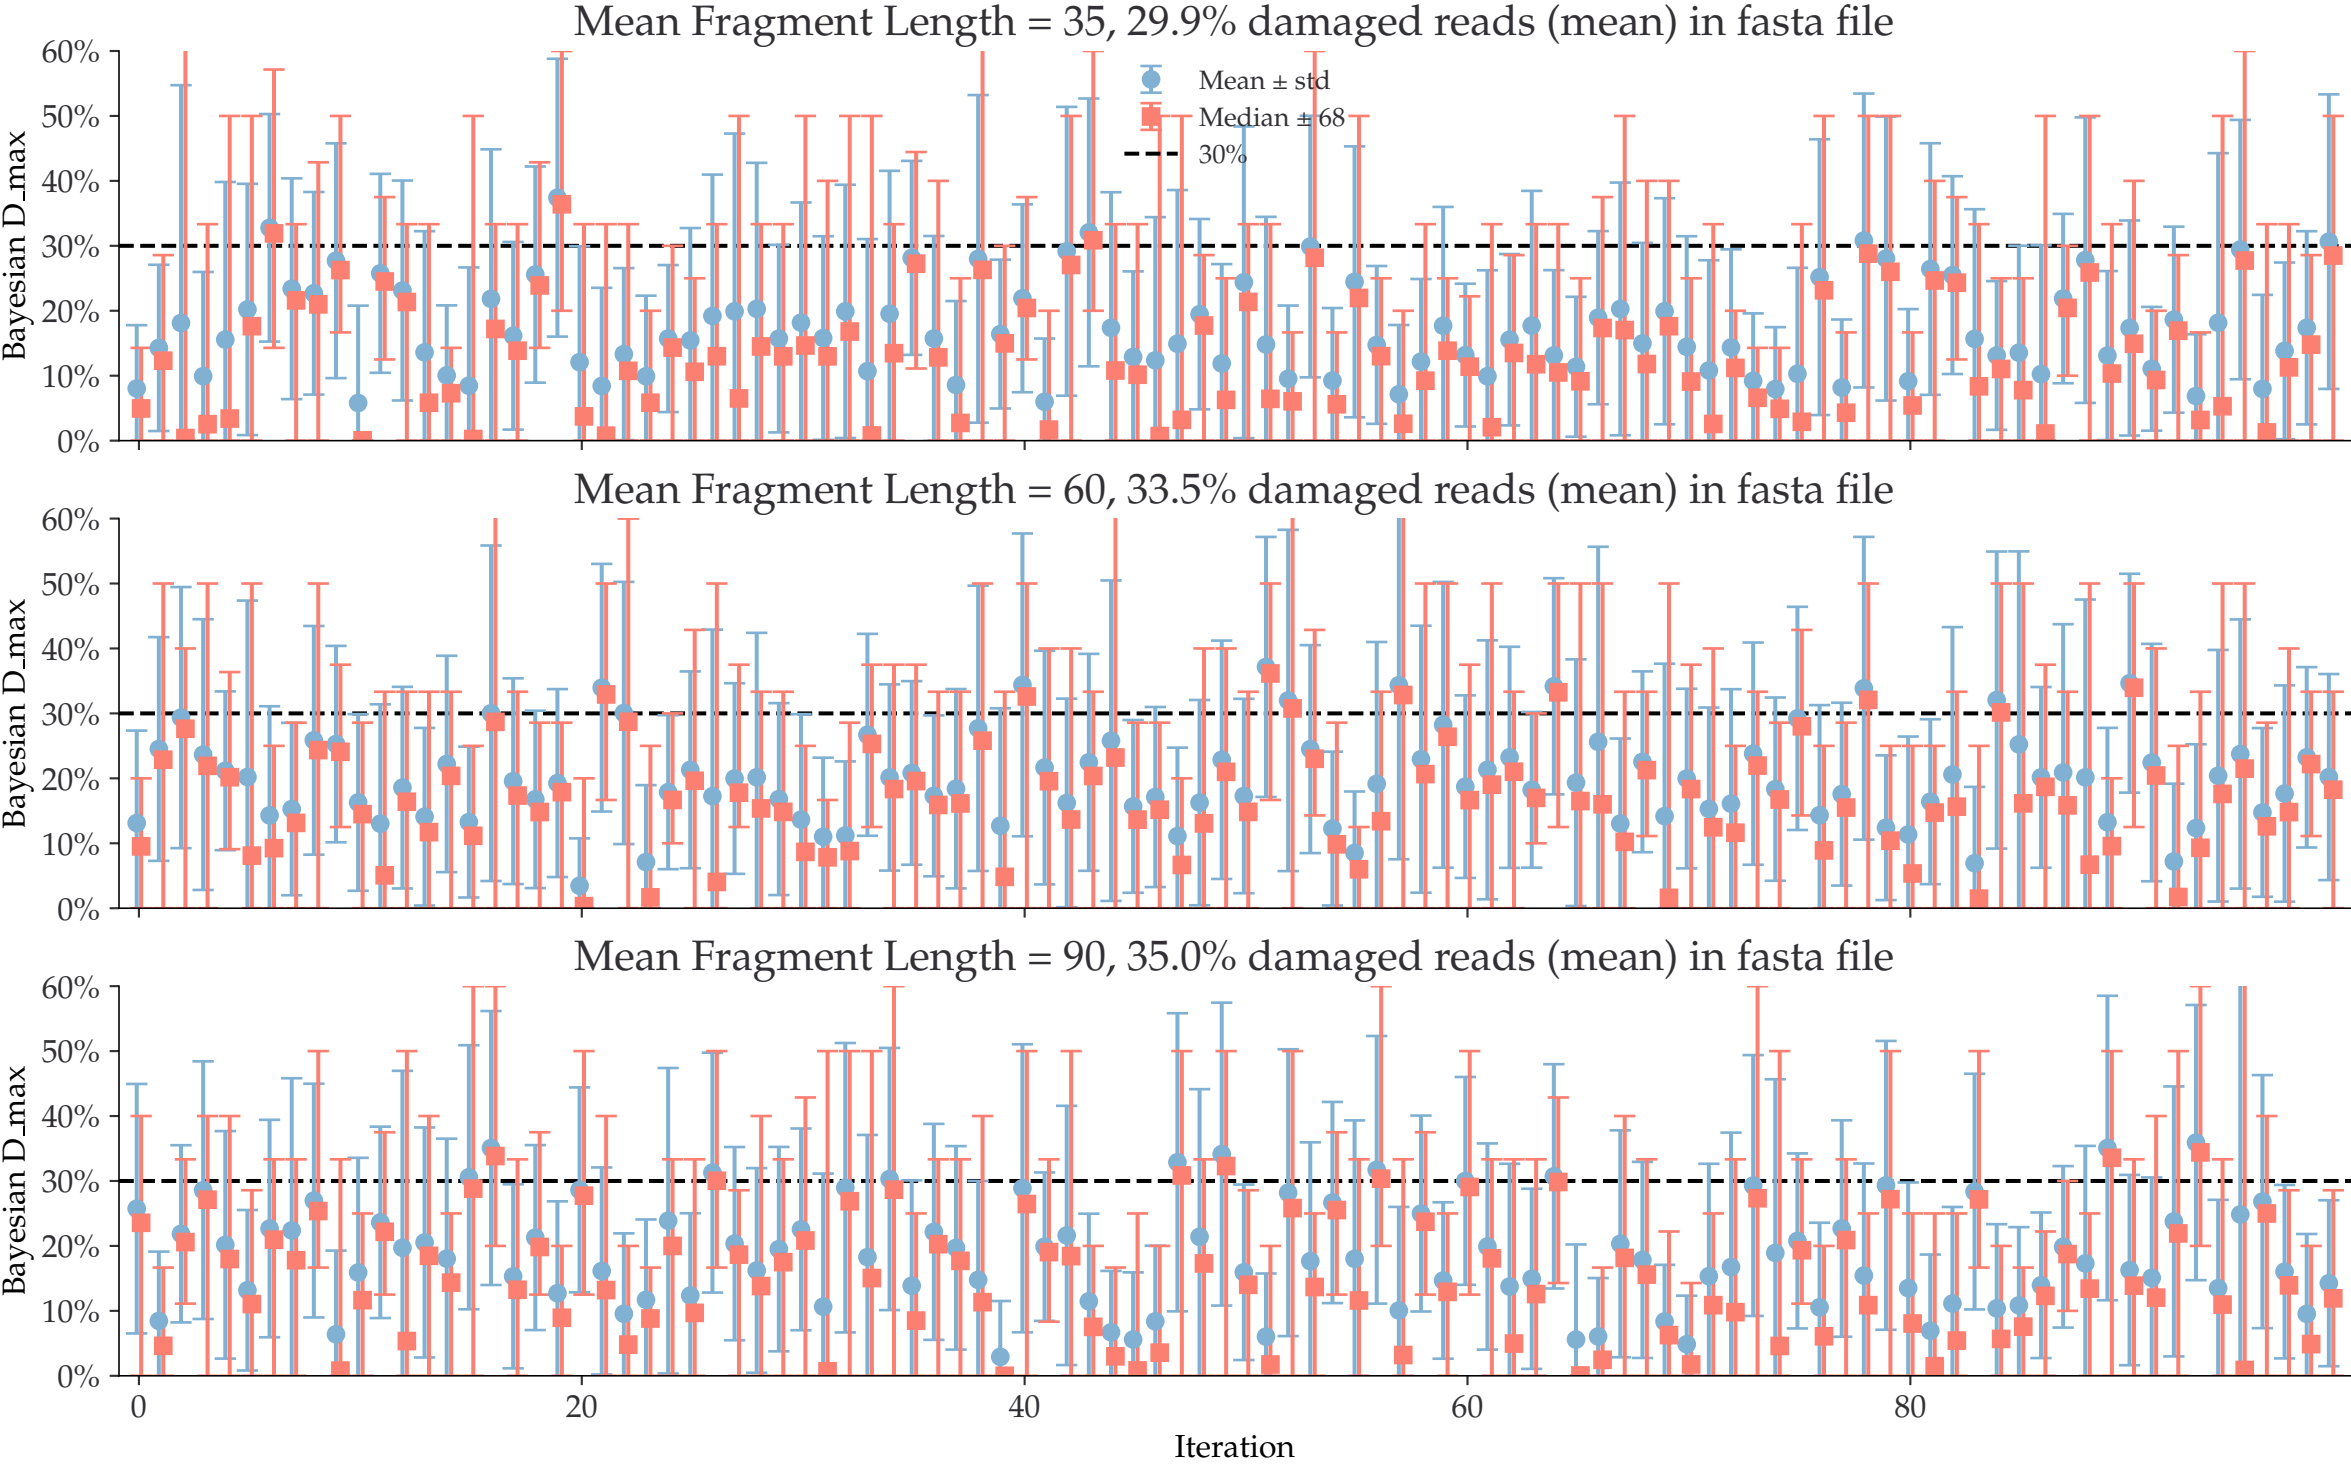 Mean Fragment Length = 35, 29.9% damaged reads (mean) in fasta file
60%
50%
40%
30%
20%
10%
0%
Bayesian D_max
Mean ± std
Median ± 68
30%
Mean Fragment Length = 60, 33.5% damaged reads (mean) in fasta file
60%
50%
40%
30%
20%
10%
0%
Bayesian D_max
Mean Fragment Length = 90, 35.0% damaged reads (mean) in fasta file
60%
50%
40%
30%
20%
10%
0%
Bayesian D_max
0 20 40 60 80
Iteration